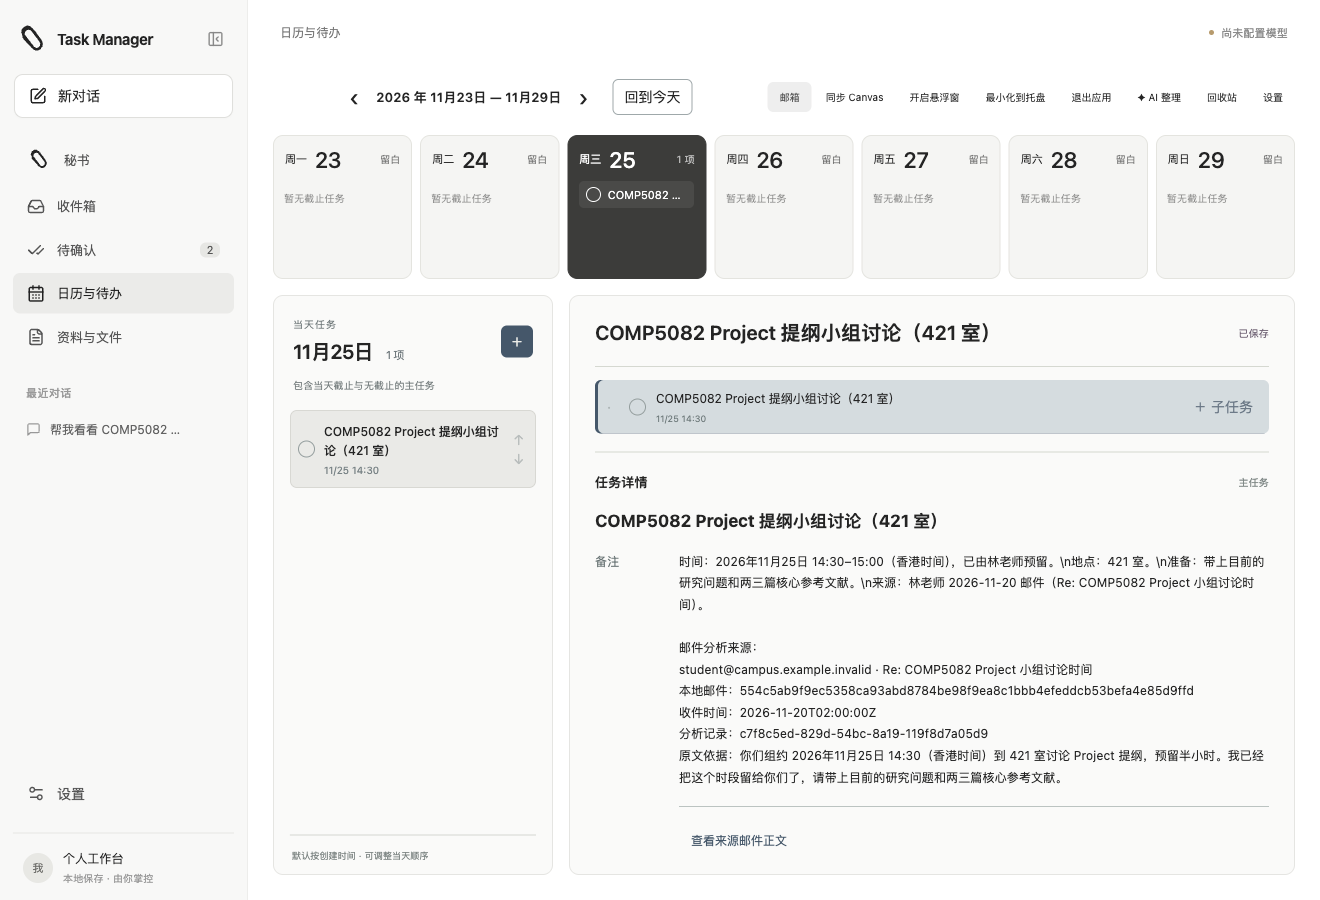 Task Manager
新对话
秘书
收件箱
待确认
2
日历与待办
资料与文件
最近对话
帮我看看 COMP5082 ...
设置
我
个人工作台
本地保存 · 由你掌控
日历与待办
尚未配置模型
2026 年 11月23日 — 11月29日
回到今天
邮箱
同步 Canvas
开启悬浮窗
最小化到托盘
退出应用
✦ AI 整理
回收站
设置
周一 23 留白
暂无截止任务
周二 24 留白
暂无截止任务
周三 25 1 项
COMP5082 ...
周四 26 留白
暂无截止任务
周五 27 留白
暂无截止任务
周六 28 留白
暂无截止任务
周日 29 留白
暂无截止任务
当天任务
11月25日 1 项
+
包含当天截止与无截止的主任务
COMP5082 Project 提纲小组讨
论（421 室）
11/25 14:30
默认按创建时间 · 可调整当天顺序
COMP5082 Project 提纲小组讨论（421 室）
已保存
COMP5082 Project 提纲小组讨论（421 室）
11/25 14:30
+ 子任务
任务详情
主任务
COMP5082 Project 提纲小组讨论（421 室）
备注
时间：2026年11月25日 14:30–15:00（香港时间），已由林老师预留。\n地点：421 室。\n准备：带上目前的
研究问题和两三篇核心参考文献。\n来源：林老师 2026-11-20 邮件（Re: COMP5082 Project 小组讨论时
间）。
邮件分析来源：
student@campus.example.invalid · Re: COMP5082 Project 小组讨论时间
本地邮件：554c5ab9f9ec5358ca93abd8784be98f9ea8c1bbb4efeddcb53befa4e85d9ffd
收件时间：2026-11-20T02:00:00Z
分析记录：c7f8c5ed-829d-54bc-8a19-119f8d7a05d9
原文依据：你们组约 2026年11月25日 14:30（香港时间）到 421 室讨论 Project 提纲，预留半小时。我已经
把这个时段留给你们了，请带上目前的研究问题和两三篇核心参考文献。
查看来源邮件正文